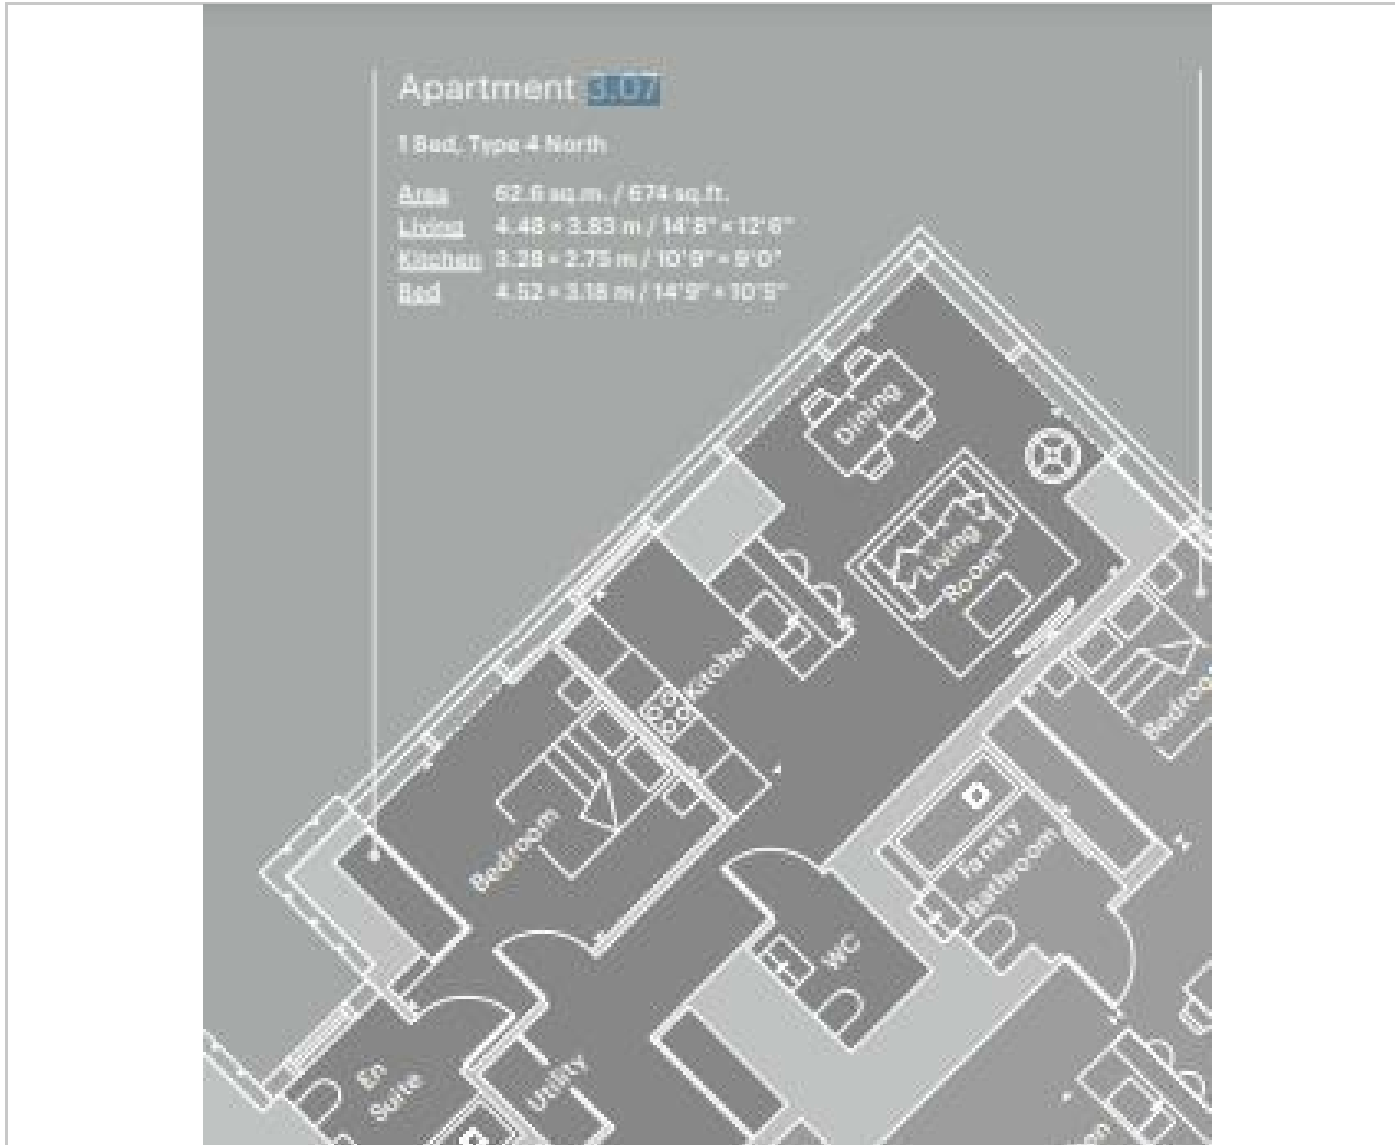 Apartment 3.07
1 Bed, Type 4 North
Area 62.6 sq.m. / 674 sq.ft.
Living 4.48 × 3.83 m / 14'8" × 12'6"
Kitchen 3.28 × 2.75 m / 10'9" × 9'0"
Bed 4.52 × 3.18 m / 14'9" × 10'5"
Dining
Living
Room
Kitchen
Bedroom
Bedroom
Family
Bathroom
WC
En
Suite
Utility